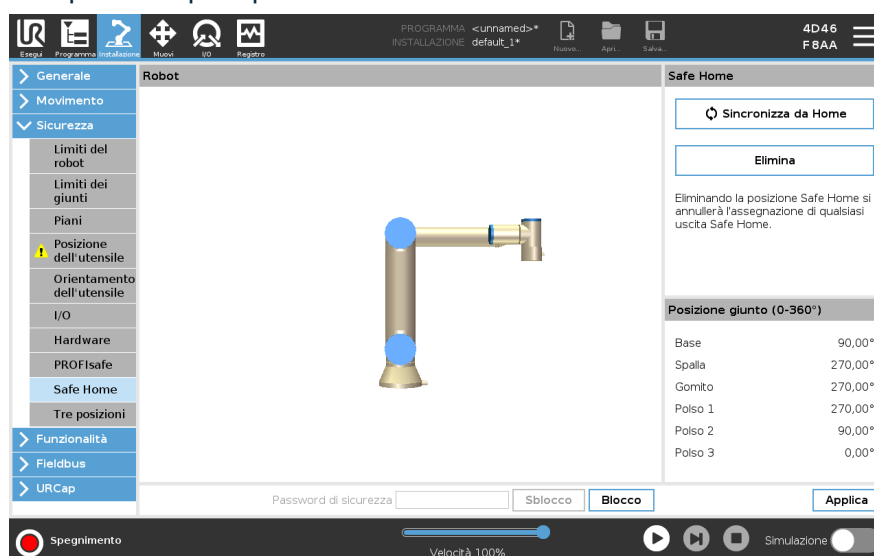 PROGRAMMA <unnamed>*
INSTALLAZIONE default_1*
Esegui Programma Installazione Muovi I/O Registro Nuovo... Apri... Salva...
4D46
F8AA
Generale
Movimento
Sicurezza
Limiti del
robot
Limiti dei
giunti
Piani
Posizione
dell'utensile
Orientamento
dell'utensile
I/O
Hardware
PROFIsafe
Safe Home
Tre posizioni
Funzionalità
Fieldbus
URCap
Robot
Password di sicurezza Sblocco Blocco
Safe Home
Sincronizza da Home
Elimina
Eliminando la posizione Safe Home si
annullerà l'assegnazione di qualsiasi
uscita Safe Home.
Posizione giunto (0-360°)
Base 90,00°
Spalla 270,00°
Gomito 270,00°
Polso 1 270,00°
Polso 2 90,00°
Polso 3 0,00°
Applica
Spegnimento
Velocità 100%
Simulazione